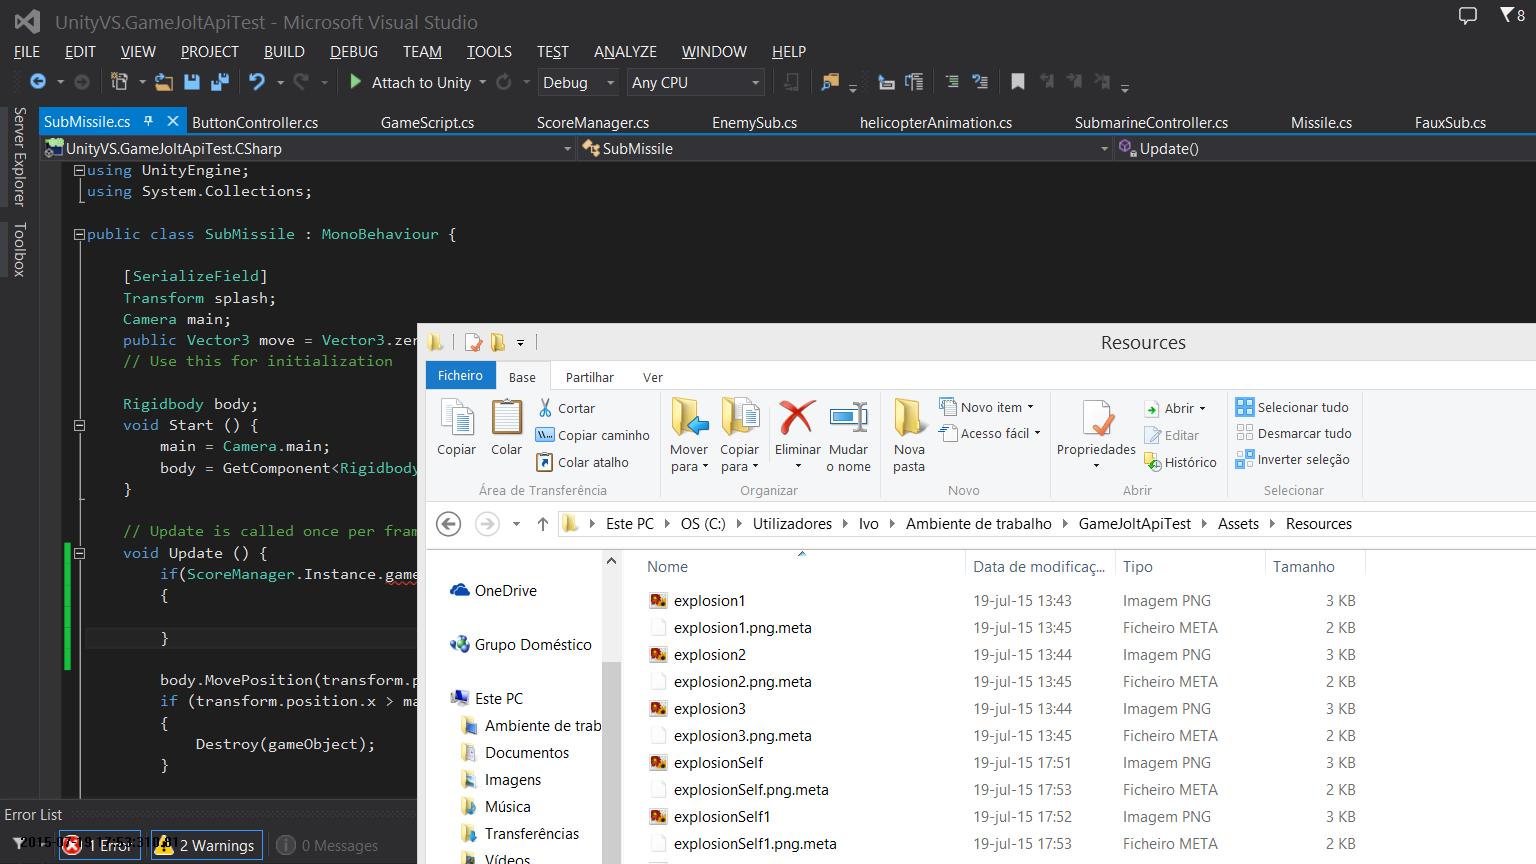 UnityVS.GameJoltApiTest - Microsoft Visual Studio
8
FILE EDIT VIEW PROJECT BUILD DEBUG TEAM TOOLS TEST ANALYZE WINDOW HELP
Attach to Unity Debug Any CPU
Server Explorer
Toolbox
SubMissile.cs ButtonController.cs GameScript.cs ScoreManager.cs EnemySub.cs helicopterAnimation.cs SubmarineController.cs Missile.cs FauxSub.cs
UnityVS.GameJoltApiTest.CSharp SubMissile Update()
using UnityEngine;
using System.Collections;
public class SubMissile : MonoBehaviour {
[SerializeField]
Transform splash;
Camera main;
public Vector3 move = Vector3.zer
// Use this for initialization
Rigidbody body;
void Start () {
main = Camera.main;
body = GetComponent<Rigidbody
}
// Update is called once per fram
void Update () {
if(ScoreManager.Instance.game
{
}
body.MovePosition(transform.p
if (transform.position.x > ma
{
Destroy(gameObject);
}
Error List
1 Error 2 Warnings 0 Messages
Resources
Ficheiro Base Partilhar Ver
Copiar
Colar
Cortar
Copiar caminho
Colar atalho
Área de Transferência
Mover para
Copiar para
Eliminar
Mudar o nome
Organizar
Nova pasta
Novo item
Acesso fácil
Novo
Propriedades
Abrir
Editar
Histórico
Abrir
Selecionar tudo
Desmarcar tudo
Inverter seleção
Selecionar
Este PC OS (C:) Utilizadores Ivo Ambiente de trabalho GameJoltApiTest Assets Resources
OneDrive
Grupo Doméstico
Este PC
Ambiente de trab
Documentos
Imagens
Música
Transferências
Vídeos
Nome Data de modificaç... Tipo Tamanho
explosion1 19-jul-15 13:43 Imagem PNG 3 KB
explosion1.png.meta 19-jul-15 13:45 Ficheiro META 2 KB
explosion2 19-jul-15 13:44 Imagem PNG 3 KB
explosion2.png.meta 19-jul-15 13:45 Ficheiro META 2 KB
explosion3 19-jul-15 13:44 Imagem PNG 3 KB
explosion3.png.meta 19-jul-15 13:45 Ficheiro META 2 KB
explosionSelf 19-jul-15 17:51 Imagem PNG 3 KB
explosionSelf.png.meta 19-jul-15 17:53 Ficheiro META 2 KB
explosionSelf1 19-jul-15 17:52 Imagem PNG 3 KB
explosionSelf1.png.meta 19-jul-15 17:53 Ficheiro META 2 KB